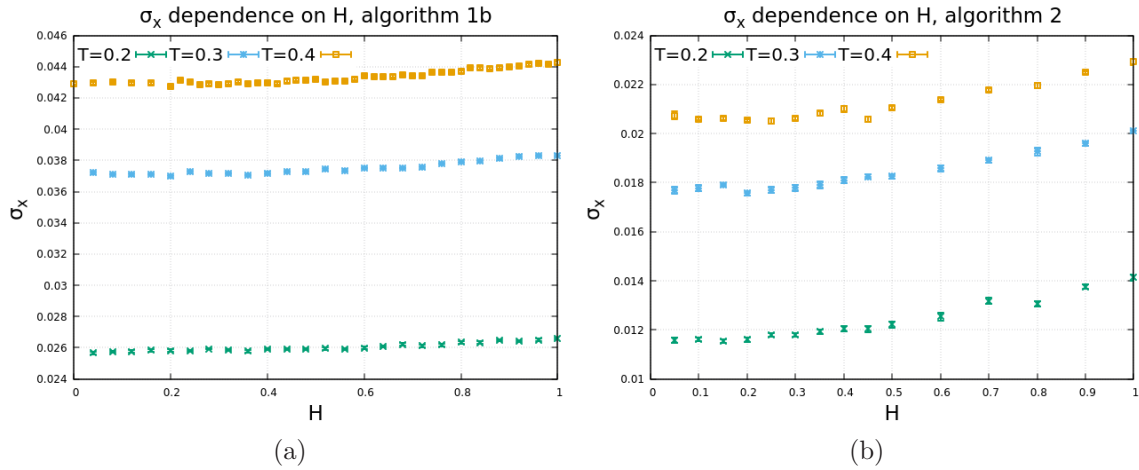 σx dependence on H, algorithm 1b
T=0.2 T=0.3 T=0.4
0.046
0.044
0.042
0.04
0.038
0.036
0.034
0.032
0.03
0.028
0.026
0.024
σx
0 0.2 0.4 0.6 0.8 1
H
(a)
σx dependence on H, algorithm 2
T=0.2 T=0.3 T=0.4
0.024
0.022
0.02
0.018
0.016
0.014
0.012
0.01
σx
0 0.1 0.2 0.3 0.4 0.5 0.6 0.7 0.8 0.9 1
H
(b)